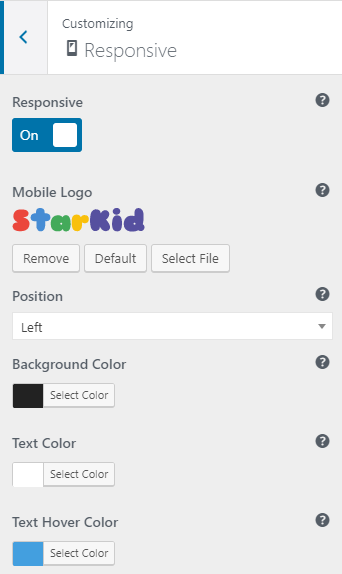 Customizing
Responsive
Responsive
On
Mobile Logo
StarKid
Remove Default Select File
Position
Left
Background Color
Select Color
Text Color
Select Color
Text Hover Color
Select Color